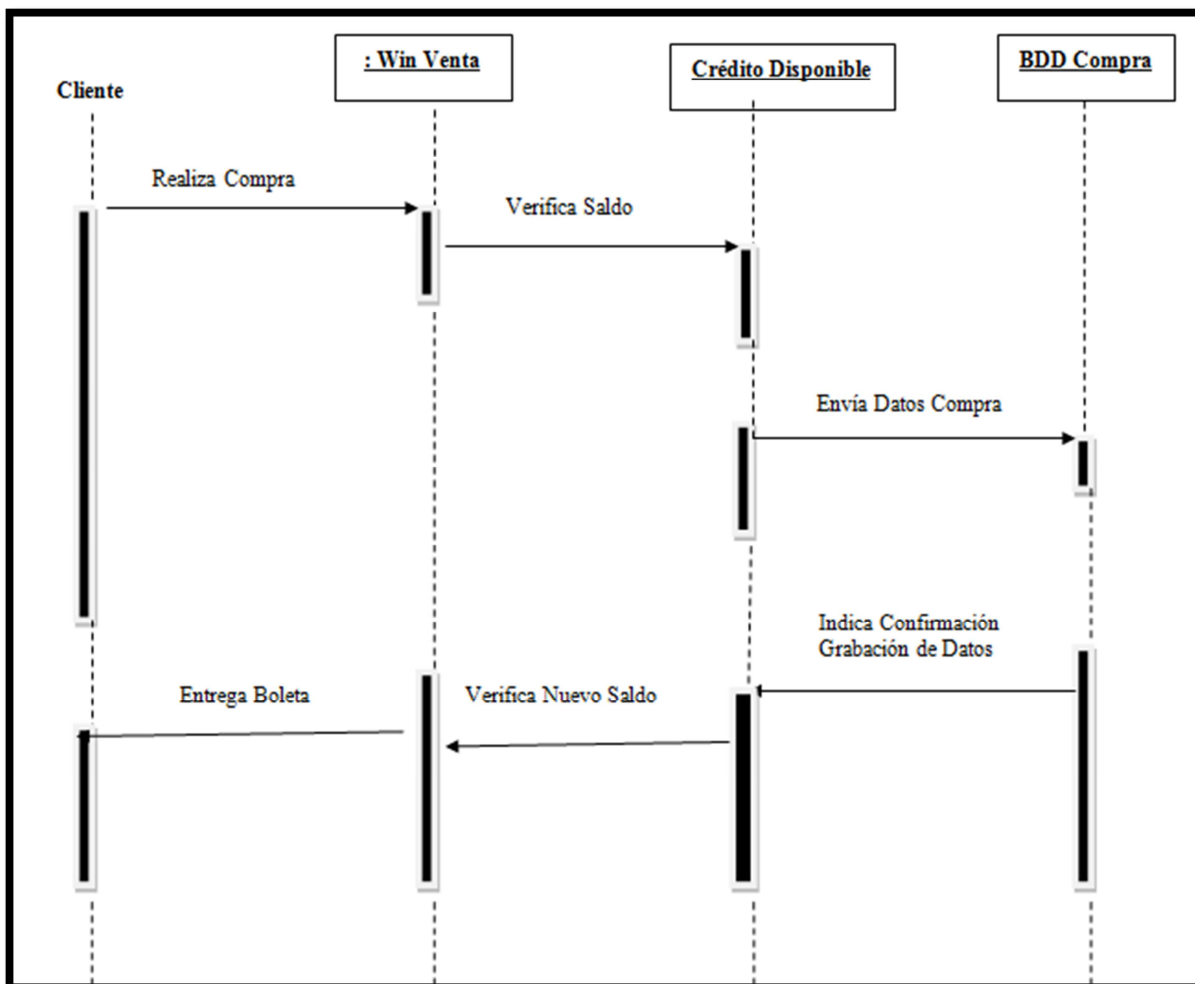 : Win Venta
Crédito Disponible
BDD Compra
Cliente
Realiza Compra
Verifica Saldo
Envía Datos Compra
Indica Confirmación
Grabación de Datos
Entrega Boleta
Verifica Nuevo Saldo